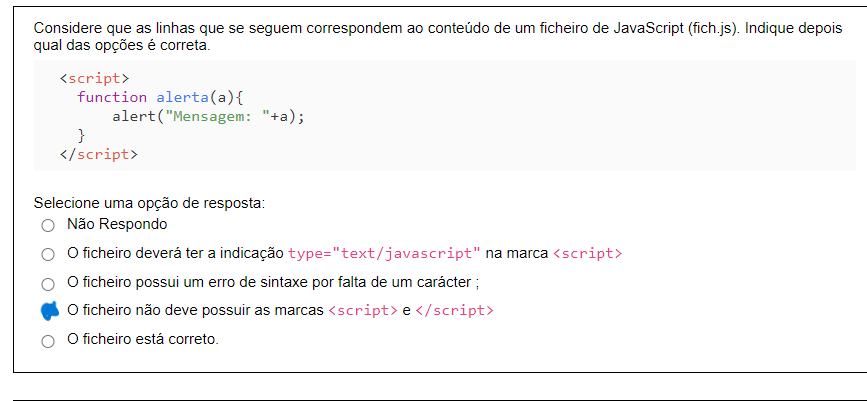 Considere que as linhas que se seguem correspondem ao conteúdo de um ficheiro de JavaScript (fich.js). Indique depois
qual das opções é correta.
<script>
function alerta(a){
alert("Mensagem: "+a);
}
</script>
Selecione uma opção de resposta:
Não Respondo
O ficheiro deverá ter a indicação type="text/javascript" na marca <script>
O ficheiro possui um erro de sintaxe por falta de um carácter ;
O ficheiro não deve possuir as marcas <script> e </script>
O ficheiro está correto.